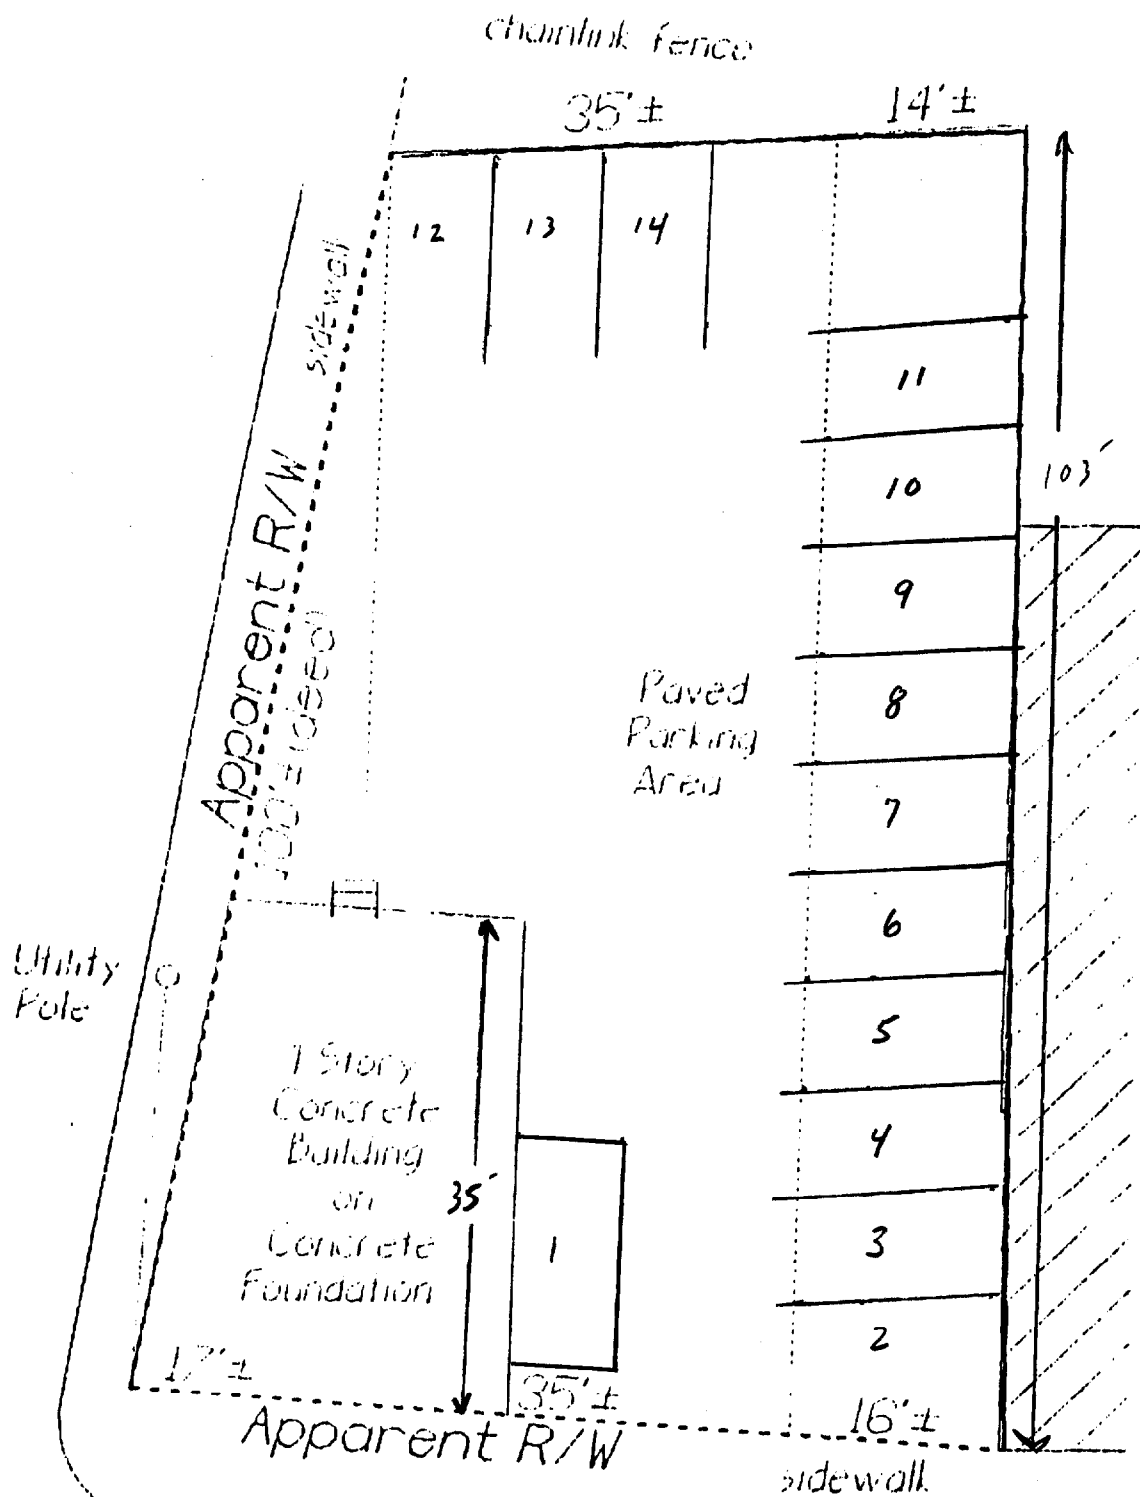 chainlink fence
35'± 14'±
12 13 14
sidewalk
11
10
103'
Apparent R/W
100'± (deed)
9
Paved
Parking
Area
8
7
6
Utility
Pole
5
1 Story
Concrete
Building
on
Concrete
Foundation
35'
4
1
3
2
17'±
35'±
16'±
Apparent R/W
sidewalk